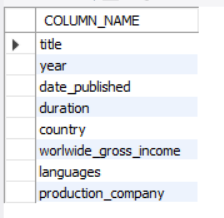 COLUMN_NAME
title
year
date_published
duration
country
worlwide_gross_income
languages
production_company